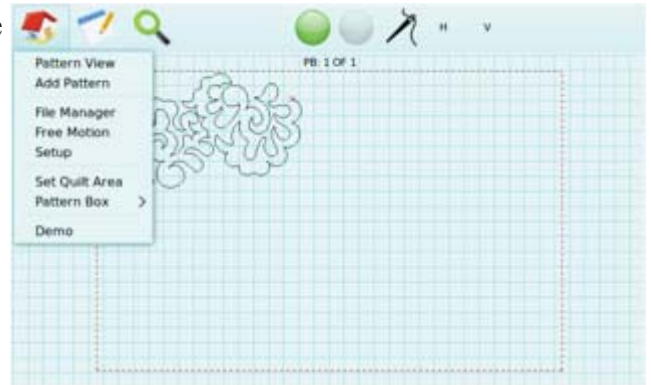 e
H V
PB: 1 OF 1
Pattern View
Add Pattern
File Manager
Free Motion
Setup
Set Quilt Area
Pattern Box >
Demo